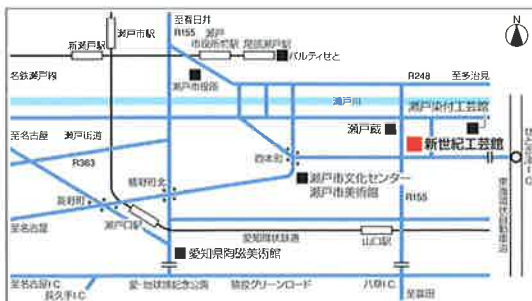 至春日井
R155
瀬戸市駅
新瀬戸駅
瀬戸
市役所前駅
尾張瀬戸駅
パルティせと
名鉄瀬戸線
瀬戸市役所
R248
至多治見
瀬戸川
瀬戸染付工芸館
瀬戸蔵
新世紀工芸館
至名古屋
瀬戸街道
R363
西本町
瀬戸市文化センター
瀬戸市美術館
R155
東海環状自動車道
至名古屋
瀬戸口駅
愛知環状鉄道
山口駅
愛知県陶磁美術館
至名古屋I.C
長久手I.C
愛・地球博記念公園
猿投グリーンロード
八草I.C
至豊田
N